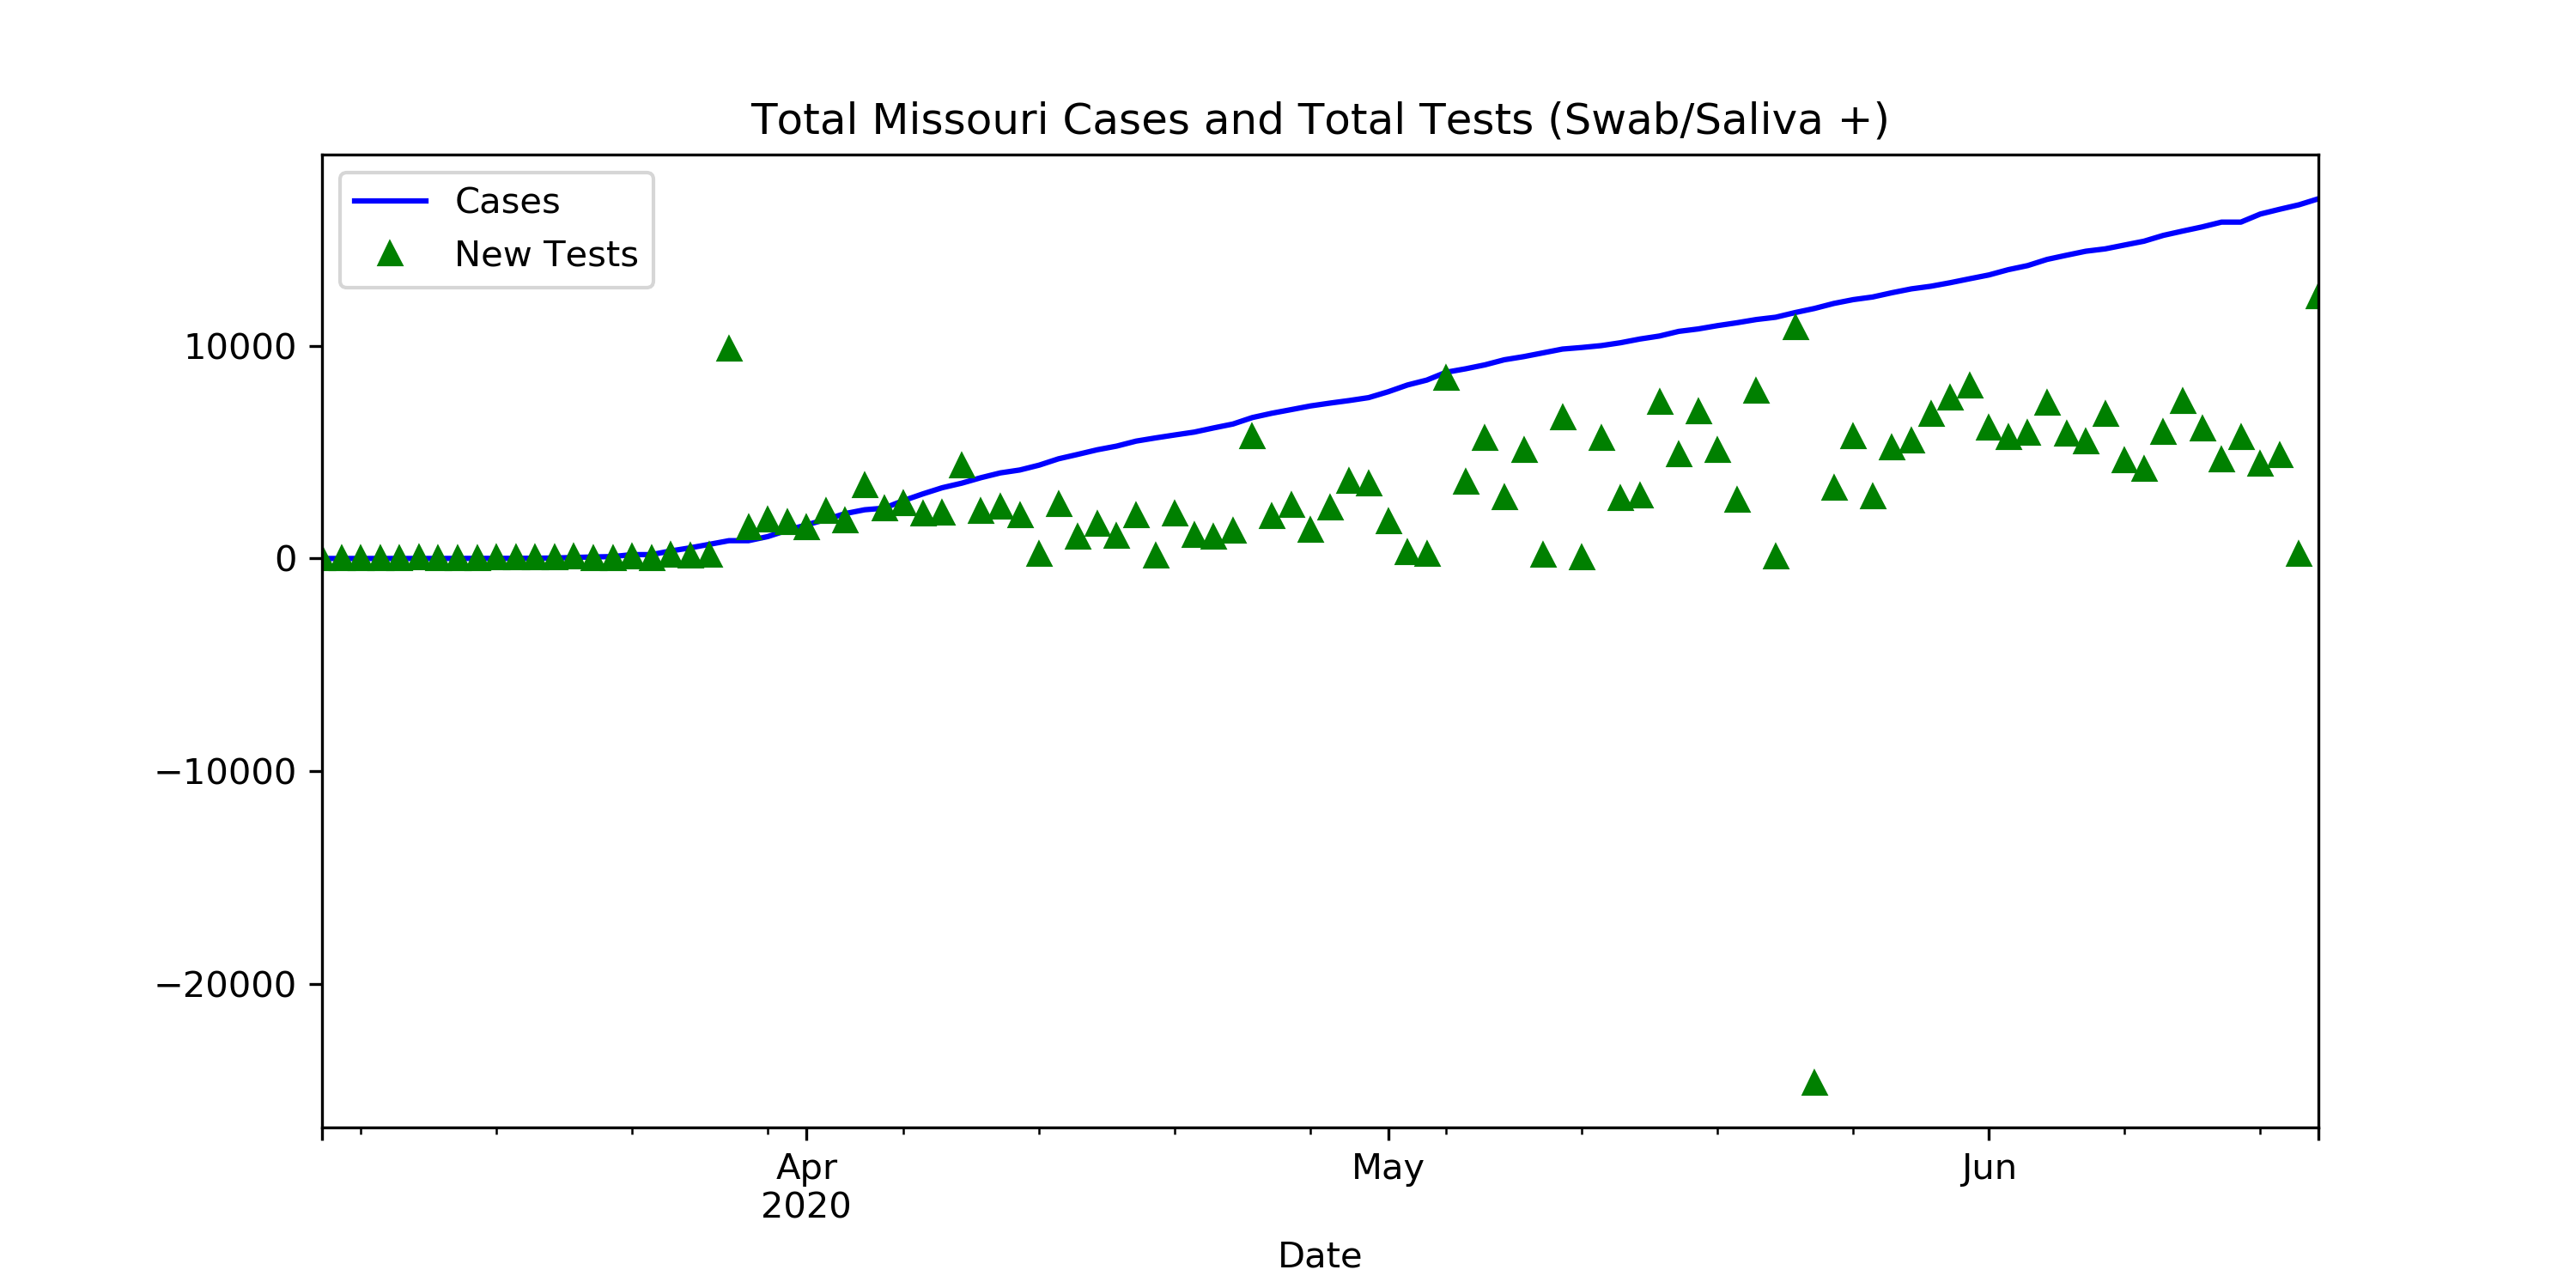 Total Missouri Cases and Total Tests (Swab/Saliva +)
Cases
New Tests
10000
0
−10000
−20000
Apr
2020
May
Jun
Date